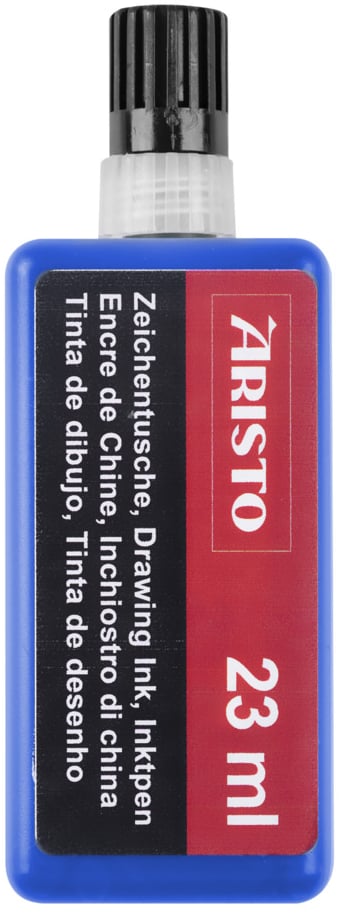 ARISTO
23 ml
Zeichentusche, Drawing Ink, Inktpen
Encre de Chine, Inchiostro di china
Tinta de dibujo, Tinta de desenho